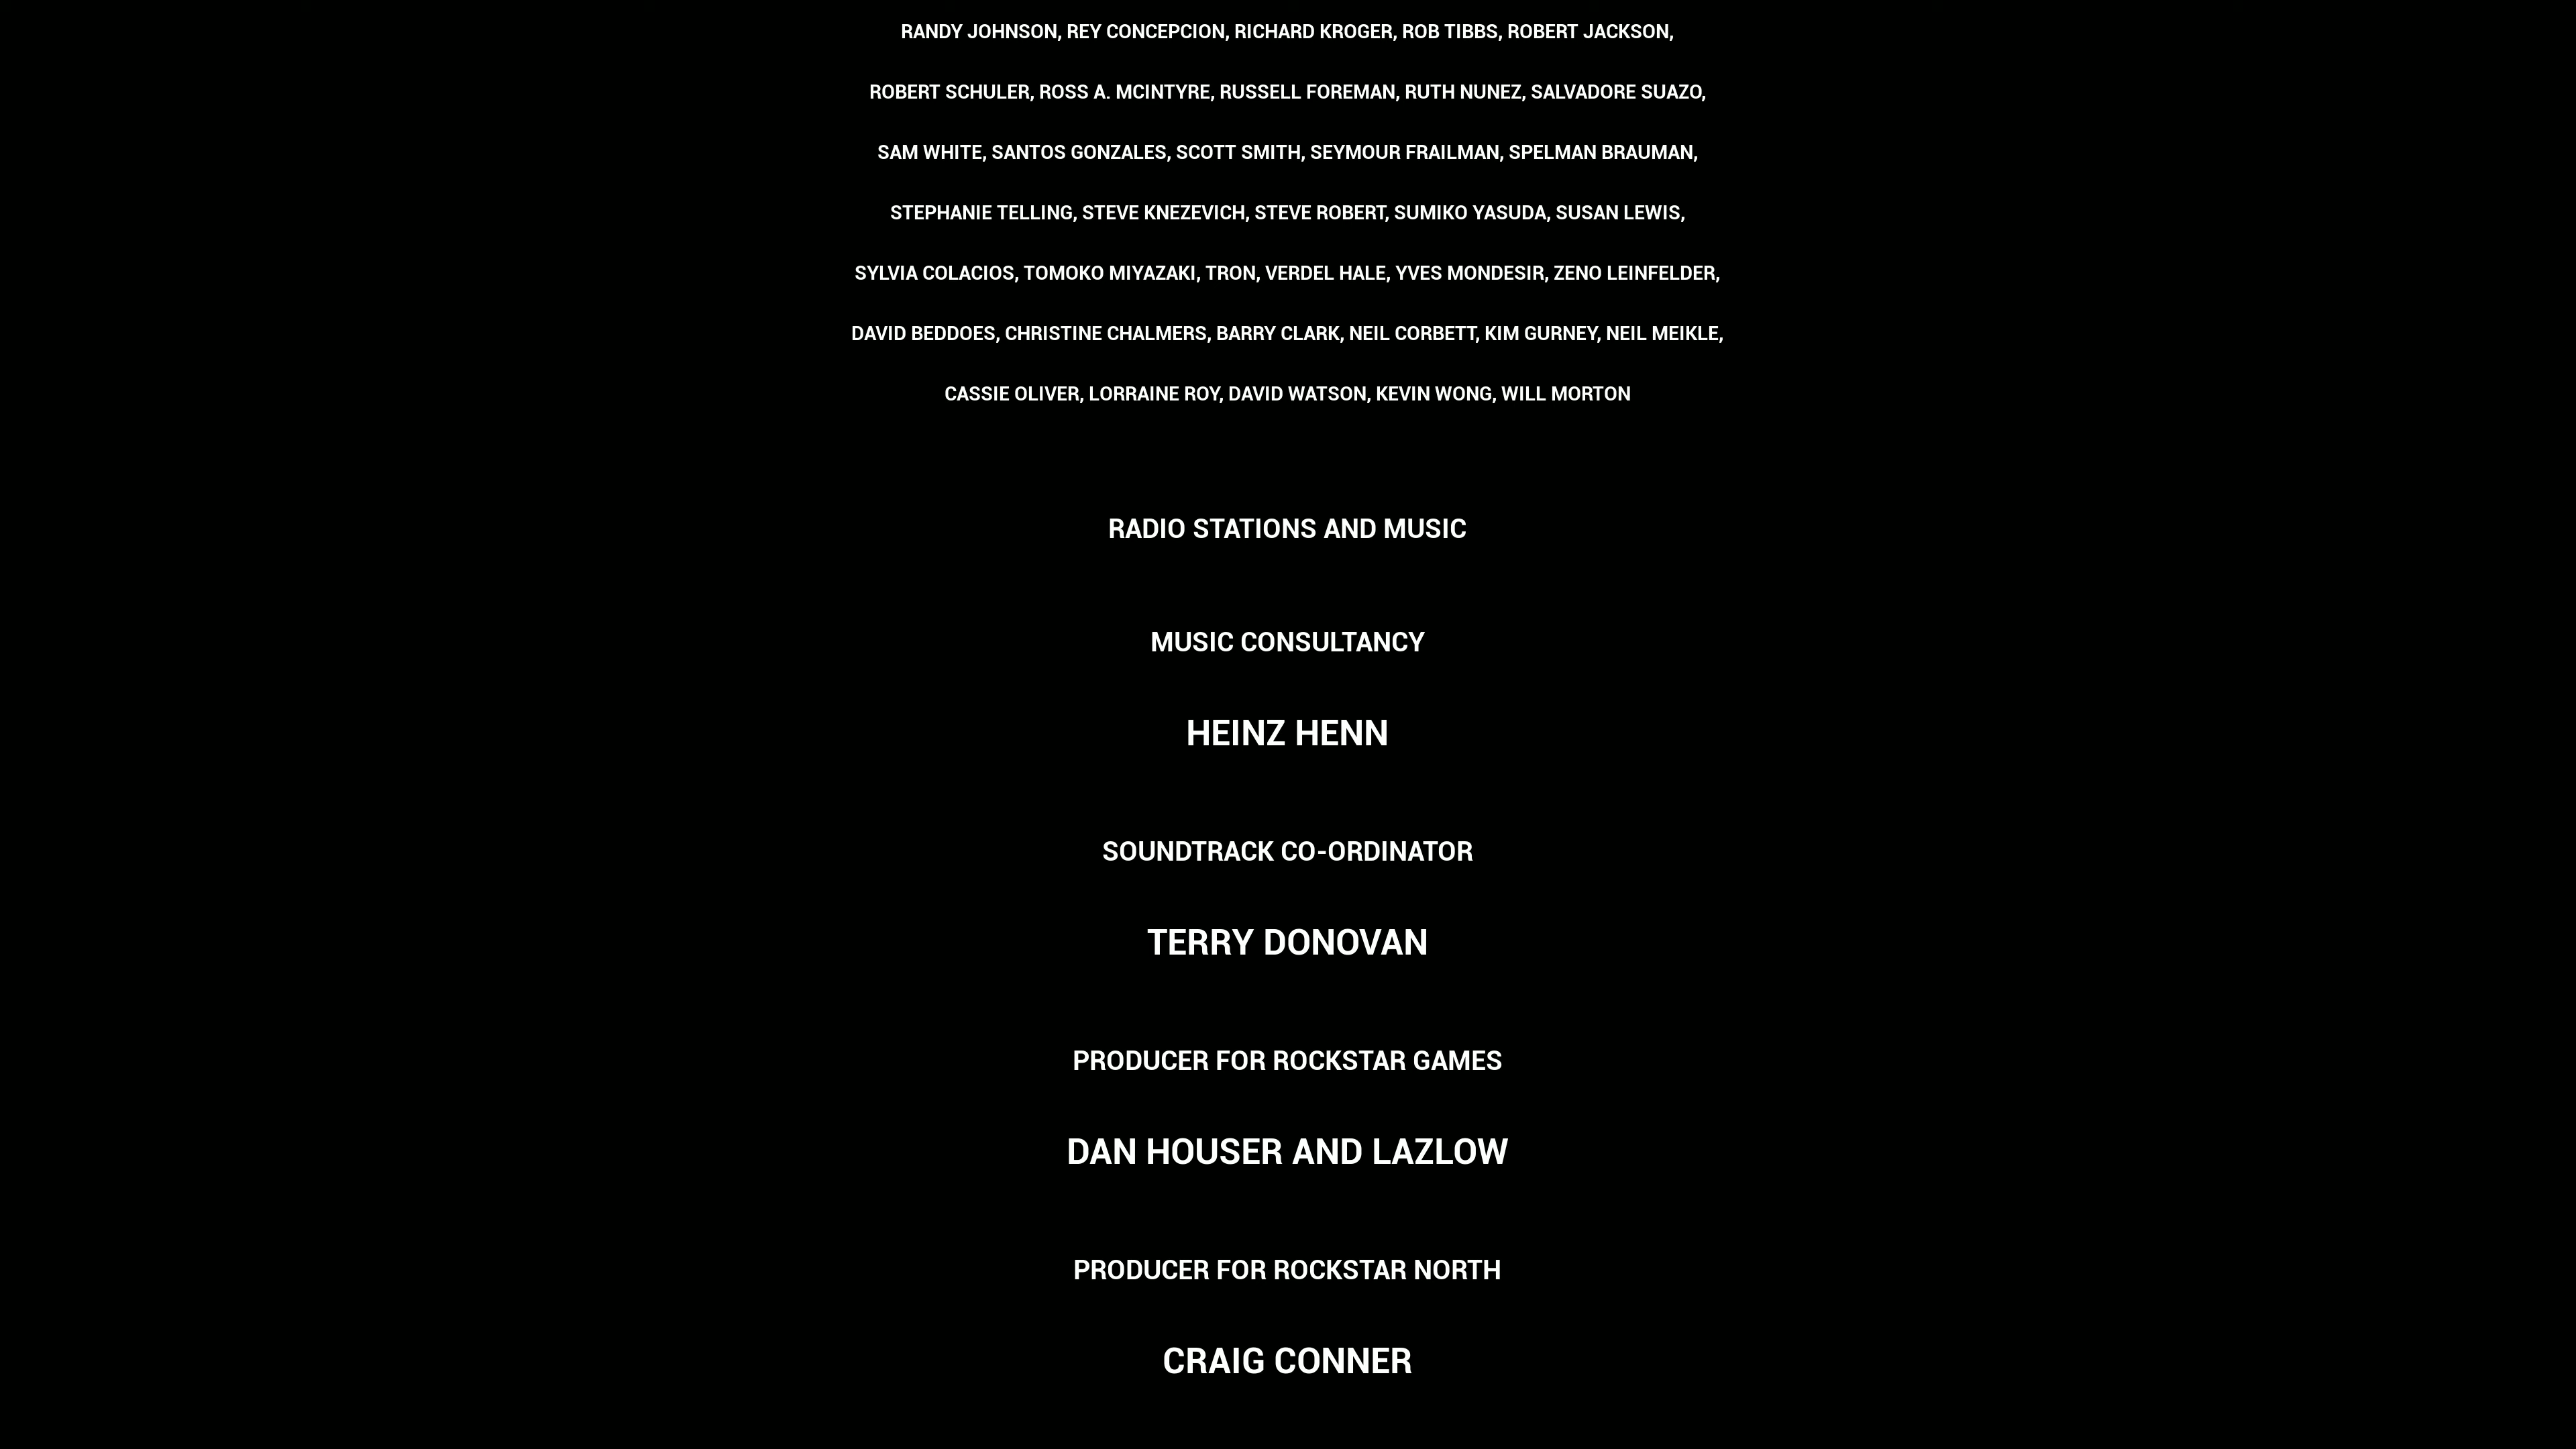 RANDY JOHNSON, REY CONCEPCION, RICHARD KROGER, ROB TIBBS, ROBERT JACKSON,
ROBERT SCHULER, ROSS A. MCINTYRE, RUSSELL FOREMAN, RUTH NUNEZ, SALVADORE SUAZO,
SAM WHITE, SANTOS GONZALES, SCOTT SMITH, SEYMOUR FRAILMAN, SPELMAN BRAUMAN,
STEPHANIE TELLING, STEVE KNEZEVICH, STEVE ROBERT, SUMIKO YASUDA, SUSAN LEWIS,
SYLVIA COLACIOS, TOMOKO MIYAZAKI, TRON, VERDEL HALE, YVES MONDESIR, ZENO LEINFELDER,
DAVID BEDDOES, CHRISTINE CHALMERS, BARRY CLARK, NEIL CORBETT, KIM GURNEY, NEIL MEIKLE,
CASSIE OLIVER, LORRAINE ROY, DAVID WATSON, KEVIN WONG, WILL MORTON
RADIO STATIONS AND MUSIC
MUSIC CONSULTANCY
HEINZ HENN
SOUNDTRACK CO-ORDINATOR
TERRY DONOVAN
PRODUCER FOR ROCKSTAR GAMES
DAN HOUSER AND LAZLOW
PRODUCER FOR ROCKSTAR NORTH
CRAIG CONNER